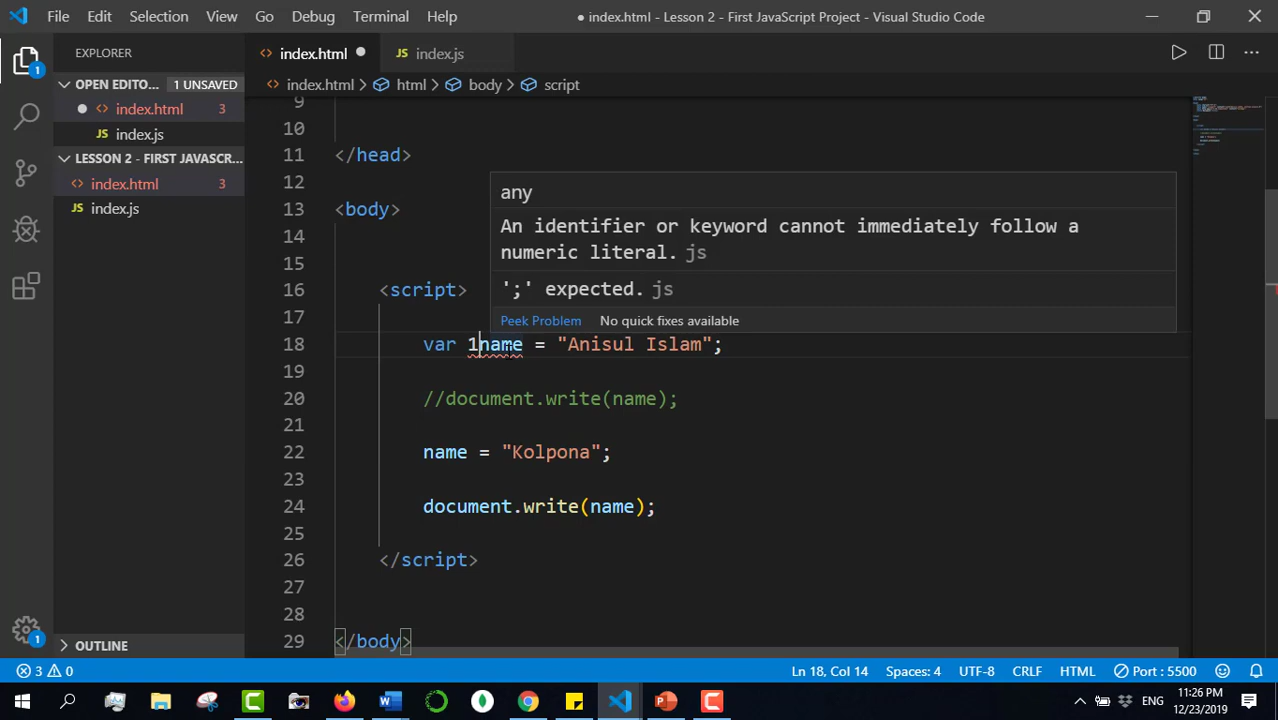 File Edit Selection View Go Debug Terminal Help
● index.html - Lesson 2 - First JavaScript Project - Visual Studio Code
EXPLORER
OPEN EDITO... 1 UNSAVED
index.html 3
JS index.js
LESSON 2 - FIRST JAVASCR...
index.html 3
JS index.js
OUTLINE
1
1
index.html
JS index.js
index.html > html > body > script
9
10
11 </head>
12
13 <body>
14
15
16 <script>
17
18 var 1name = "Anisul Islam";
19
20 //document.write(name);
21
22 name = "Kolpona";
23
24 document.write(name);
25
26 </script>
27
28
29 </body>
any
An identifier or keyword cannot immediately follow a
numeric literal. js
';' expected. js
Peek Problem No quick fixes available
3 0
Ln 18, Col 14 Spaces: 4 UTF-8 CRLF HTML Port : 5500
ENG
11:26 PM
12/23/2019